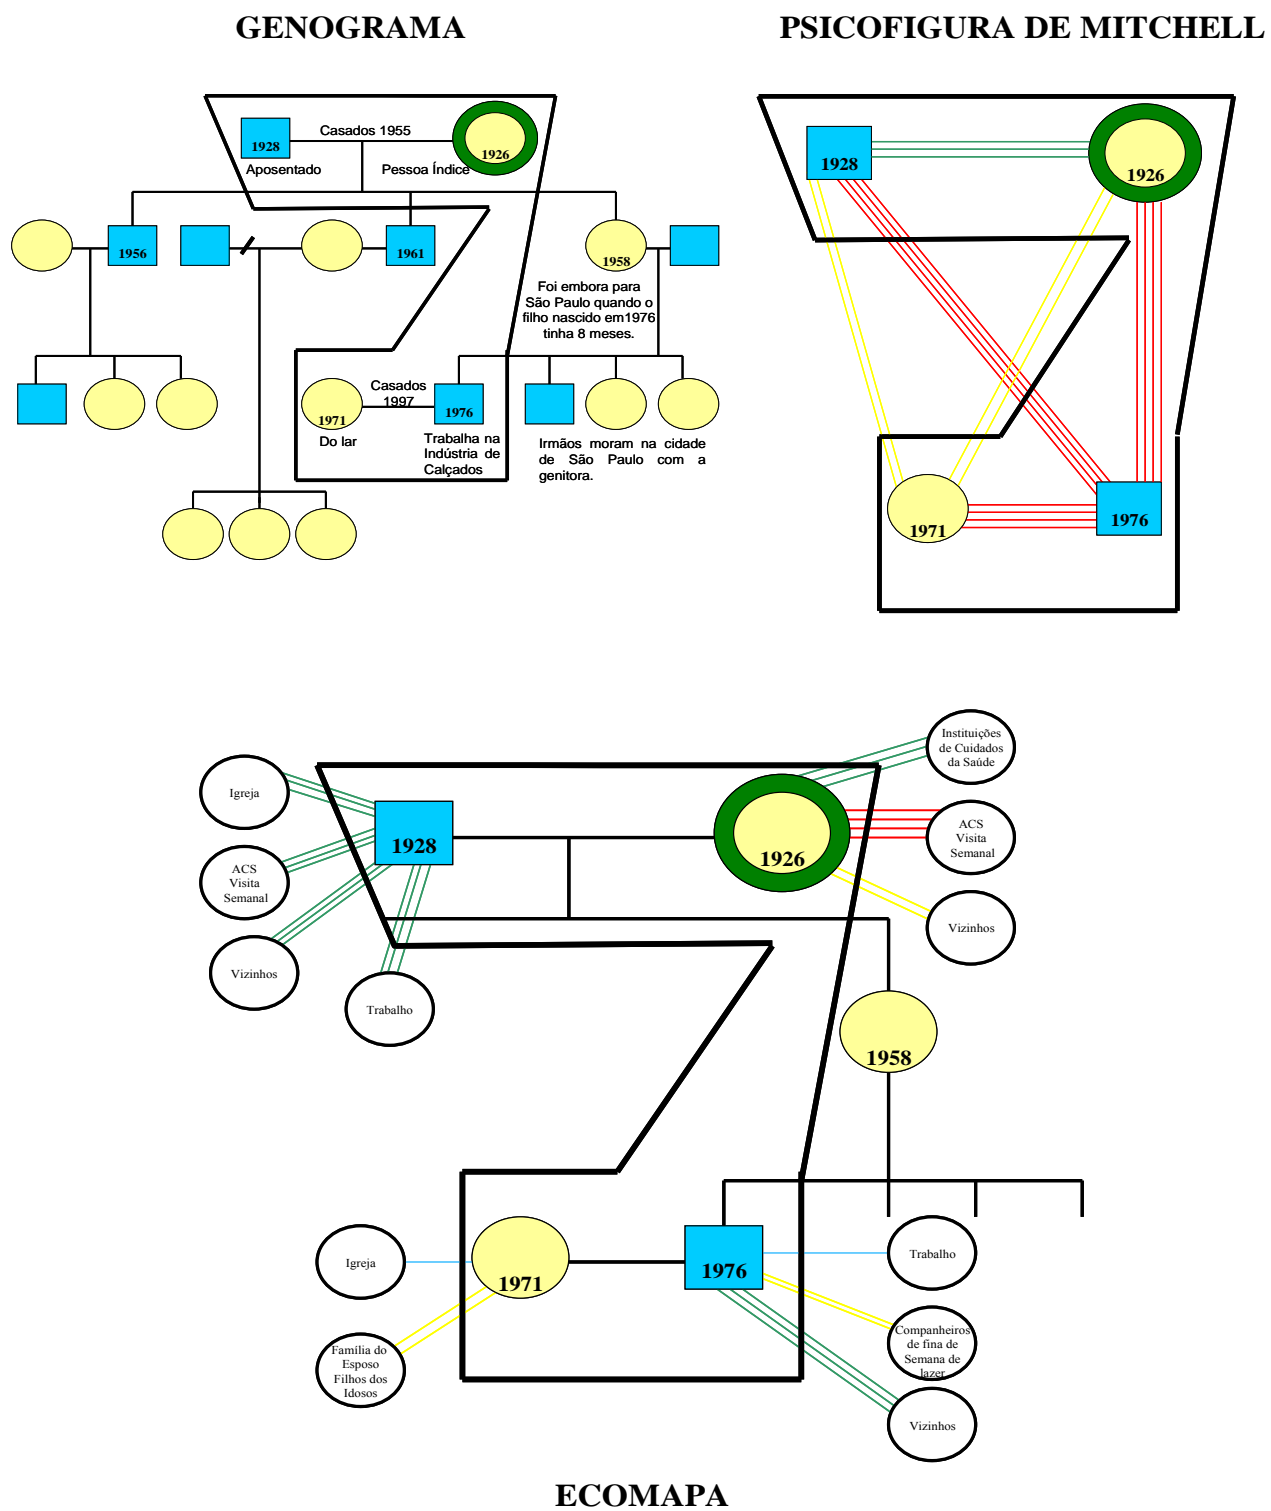 GENOGRAMA
PSICOFIGURA DE MITCHELL
Casados 1955
1928
1926
Aposentado
Pessoa Índice
1956
1961
1958
Foi embora para
São Paulo quando o
filho nascido em1976
tinha 8 meses.
Casados
1997
1971
1976
Do lar
Trabalha na
Indústria de
Calçados
Irmãos moram na cidade
de São Paulo com a
genitora.
1928
1926
1971
1976
Instituições
de Cuidados
da Saúde
Igreja
ACS
Visita
Semanal
1928
1926
ACS
Visita
Semanal
Vizinhos
Vizinhos
Trabalho
1958
Igreja
1971
1976
Trabalho
Família do
Esposo
Filhos dos
Idosos
Companheiros
de fina de
Semana de
lazer
Vizinhos
ECOMAPA